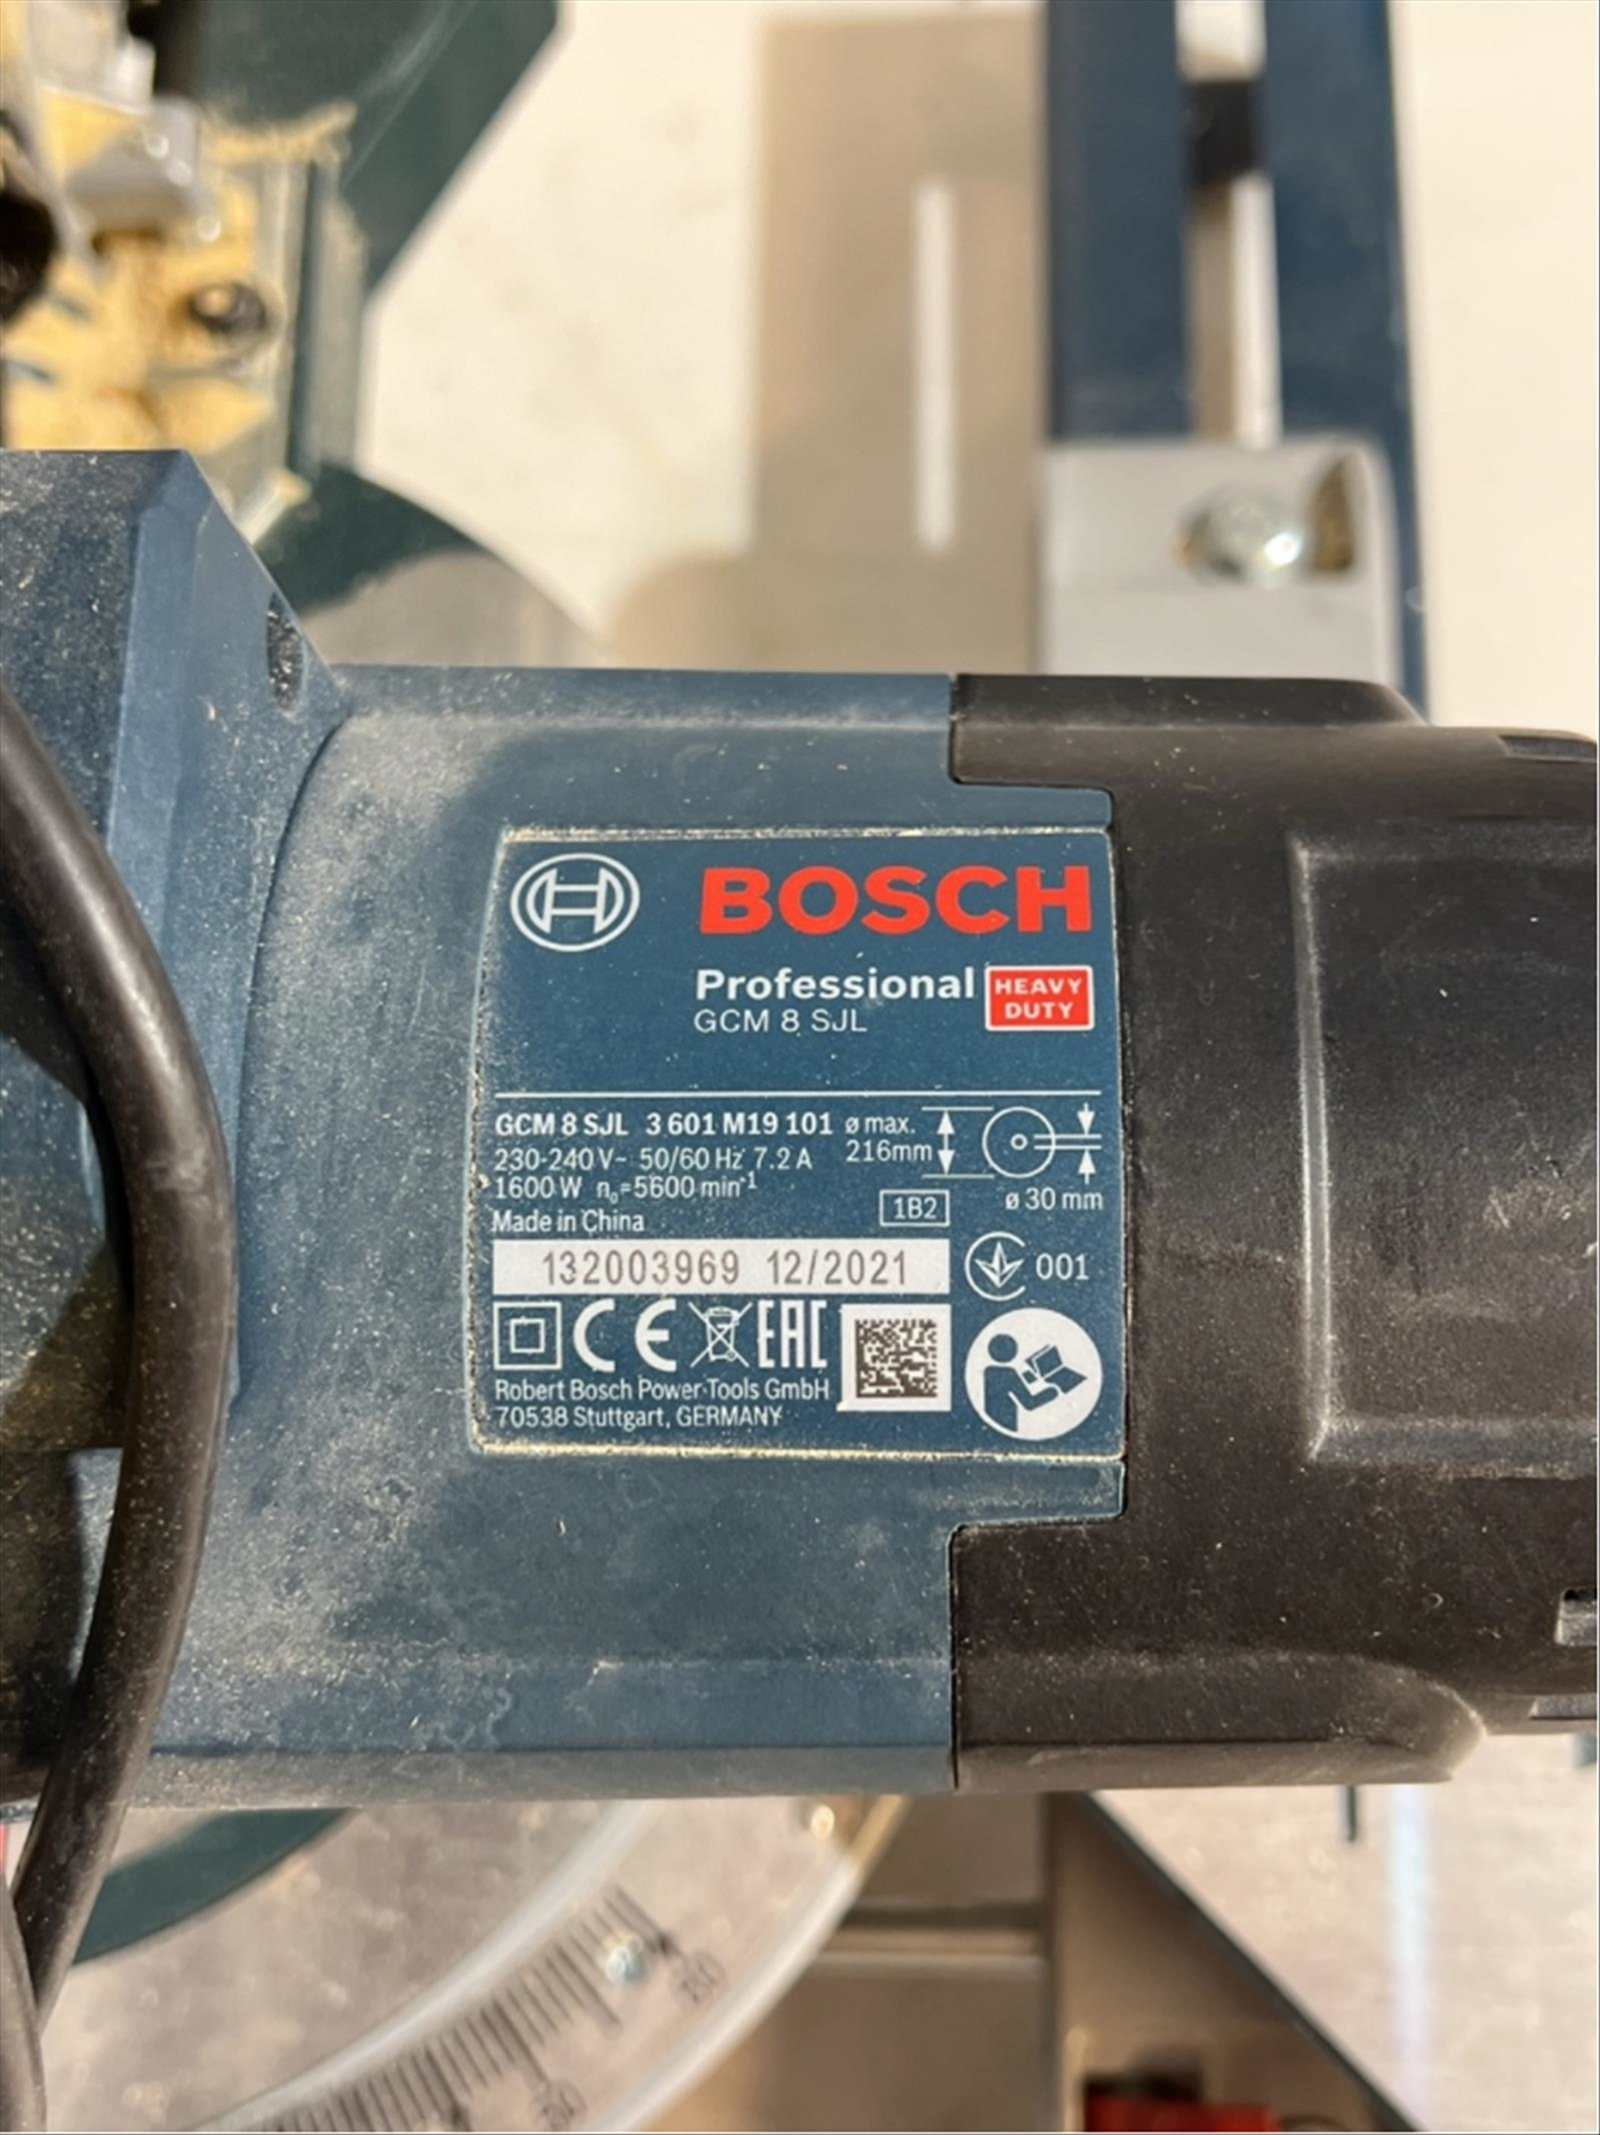 BOSCH
Professional HEAVY DUTY
GCM 8 SJL
GCM 8 SJL 3 601 M19 101 ø max.
230-240 V~ 50/60 Hz 7.2 A 216mm
1600 W n₀=5600 min⁻¹
ø 30 mm
Made in China 1B2
132003969 12/2021 001
CE EAC
Robert Bosch Power Tools GmbH
70538 Stuttgart, GERMANY